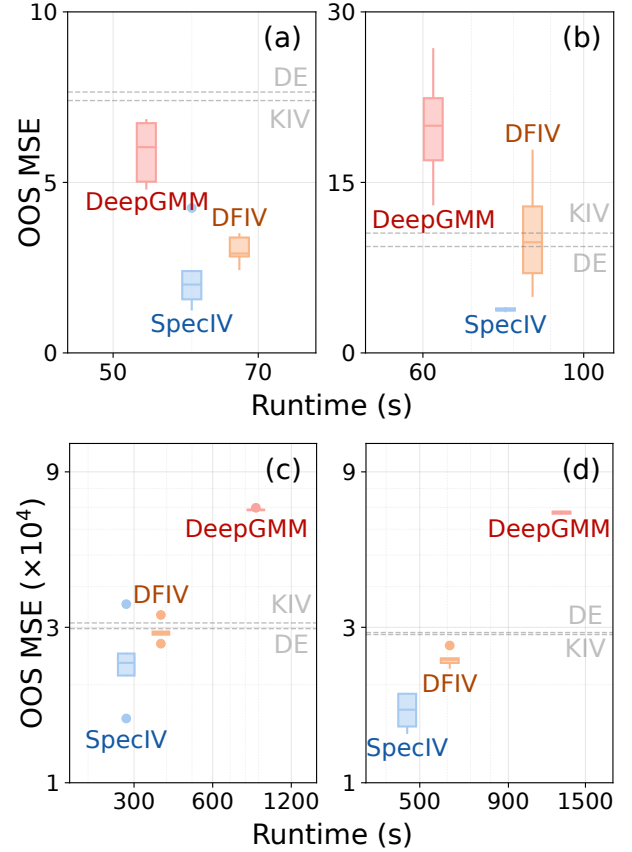 10
5
0
OOS MSE
(a)
DE
KIV
DeepGMM
DFIV
SpecIV
50
70
Runtime (s)
30
15
0
(b)
DFIV
DeepGMM
KIV
DE
SpecIV
60
100
Runtime (s)
9
3
1
OOS MSE (×10⁴)
(c)
DeepGMM
DFIV
KIV
DE
SpecIV
300
600
1200
Runtime (s)
9
3
1
(d)
DeepGMM
DE
KIV
DFIV
SpecIV
500
900
1500
Runtime (s)